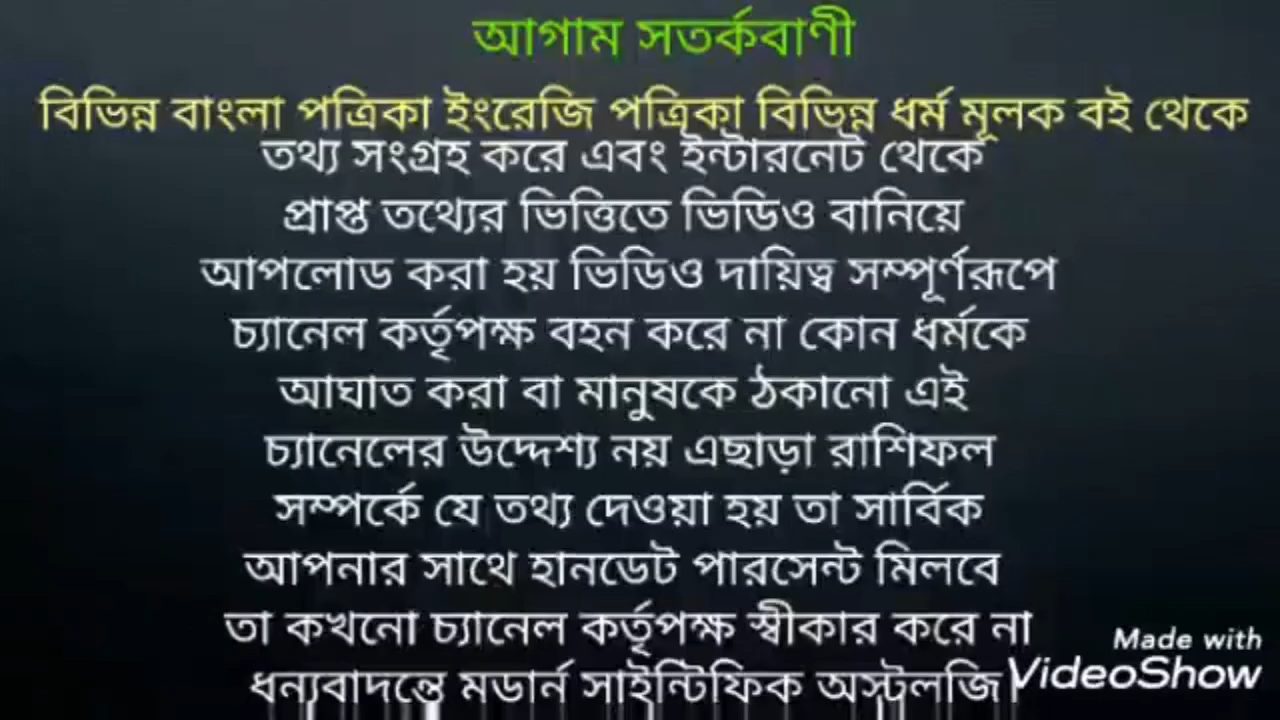 আগাম সতর্কবাণী
বিভিন্ন বাংলা পত্রিকা ইংরেজি পত্রিকা বিভিন্ন ধর্ম মূলক বই থেকে
তথ্য সংগ্রহ করে এবং ইন্টারনেট থেকে
প্রাপ্ত তথ্যের ভিত্তিতে ভিডিও বানিয়ে
আপলোড করা হয় ভিডিও দায়িত্ব সম্পূর্ণরূপে
চ্যানেল কর্তৃপক্ষ বহন করে না কোন ধর্মকে
আঘাত করা বা মানুষকে ঠকানো এই
চ্যানেলের উদ্দেশ্য নয় এছাড়া রাশিফল
সম্পর্কে যে তথ্য দেওয়া হয় তা সার্বিক
আপনার সাথে হানডেট পারসেন্ট মিলবে
তা কখনো চ্যানেল কর্তৃপক্ষ স্বীকার করে না
ধন্যবাদন্তে মডার্ন সাইন্টিফিক অস্ট্রলজি।
Made with
VideoShow